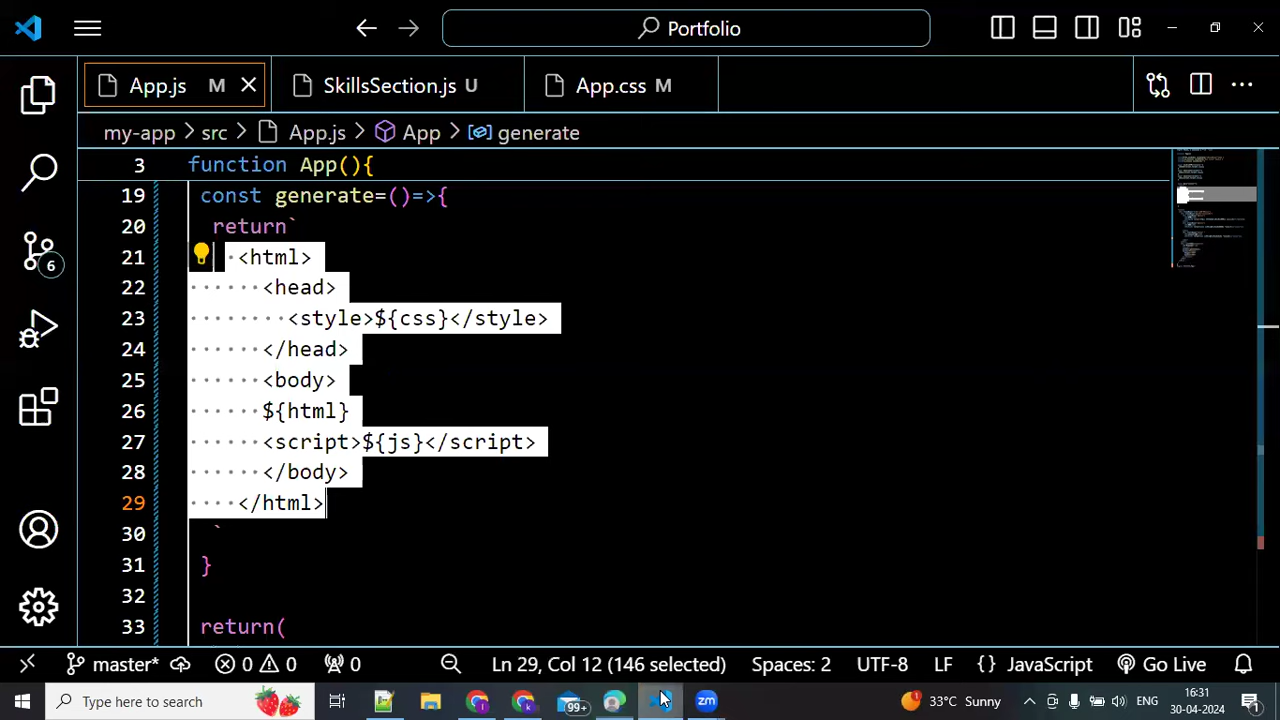 Portfolio
App.js M
SkillsSection.js U
App.css M
my-app > src > App.js > App > generate
3 function App(){
19 const generate=()=>{
20 return`
21 <html>
22 <head>
23 <style>${css}</style>
24 </head>
25 <body>
26 ${html}
27 <script>${js}</script>
28 </body>
29 </html>
30 `
31 }
32
33 return(
6
master* 0 0 0 Ln 29, Col 12 (146 selected) Spaces: 2 UTF-8 LF {} JavaScript Go Live
Type here to search 99+ zm 33°C Sunny ENG 16:31
30-04-2024 1